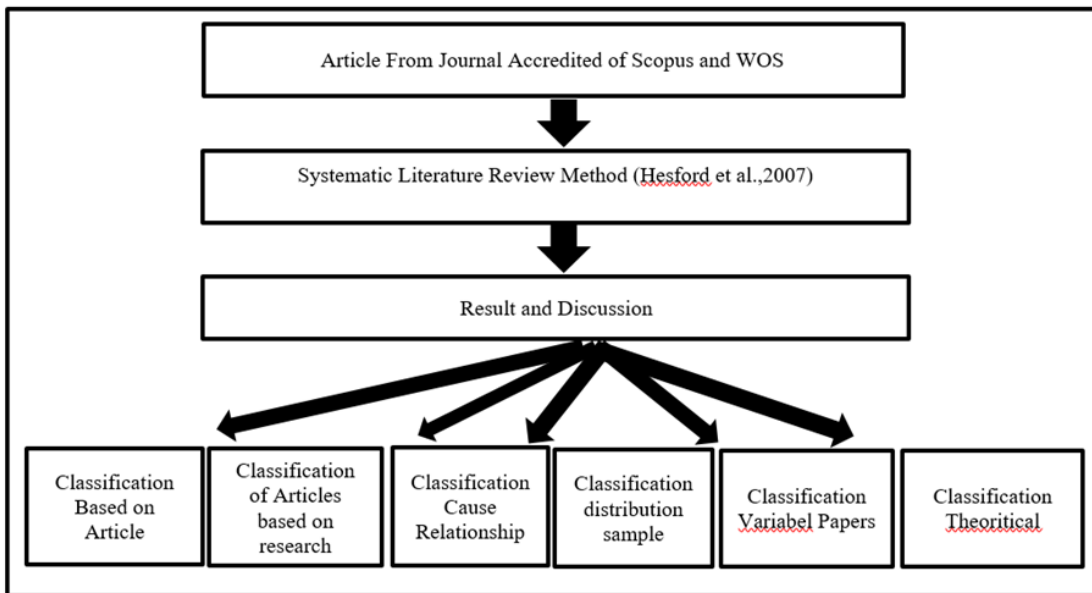 Article From Journal Accredited of Scopus and WOS
Systematic Literature Review Method (Hesford et al.,2007)
Result and Discussion
Classification
Based on
Article
Classification
of Articles
based on
research
Classification
Cause
Relationship
Classification
distribution
sample
Classification
Variabel Papers
Classification
Theoritical